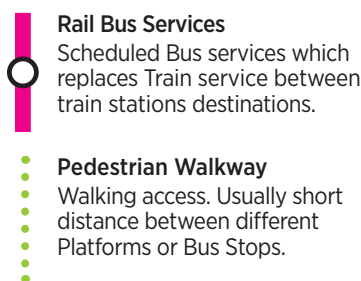 Rail Bus Services
Scheduled Bus services which
replaces Train service between
train stations destinations.
Pedestrian Walkway
Walking access. Usually short
distance between different
Platforms or Bus Stops.